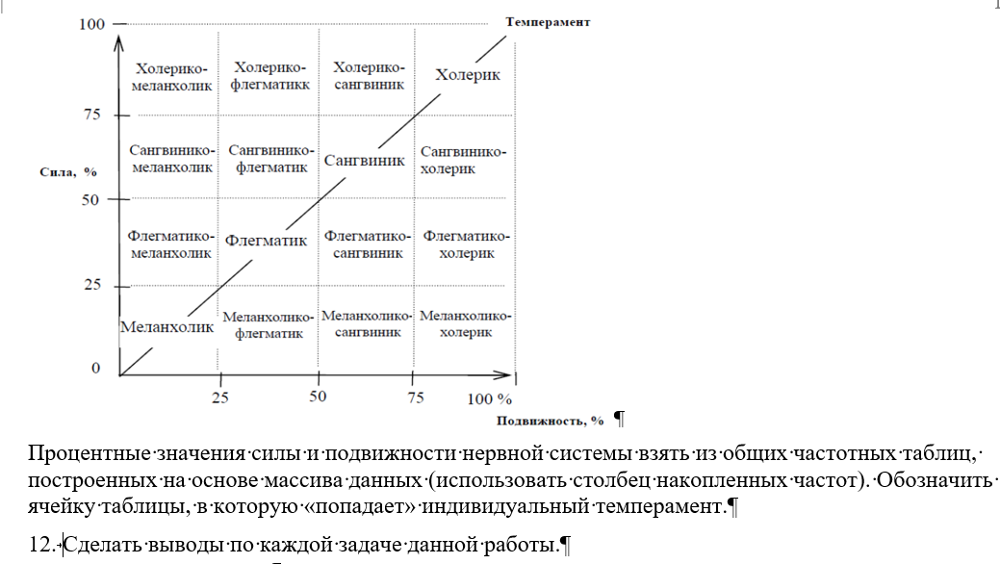 100
Темперамент
Холерико-
меланхолик
Холерико-
флегматикк
Холерико-
сангвиник
Холерик
75
Сангвинико-
меланхолик
Сангвинико-
флегматик
Сангвиник
Сангвинико-
холерик
Сила, %
50
Флегматико-
меланхолик
Флегматик
Флегматико-
сангвиник
Флегматико-
холерик
25
Меланхолик
Меланхолико-
флегматик
Меланхолико-
сангвиник
Меланхолико-
холерик
0
25
50
75
100 %
Подвижность, % ¶
Процентные·значения·силы·и·подвижности·нервной·системы·взять·из·общих·частотных·таблиц,·
построенных·на·основе·массива·данных·(использовать·столбец·накопленных·частот).·Обозначить·
ячейку·таблицы,·в·которую·«попадает»·индивидуальный·темперамент.¶
12.·Сделать·выводы·по·каждой·задаче·данной·работы.¶